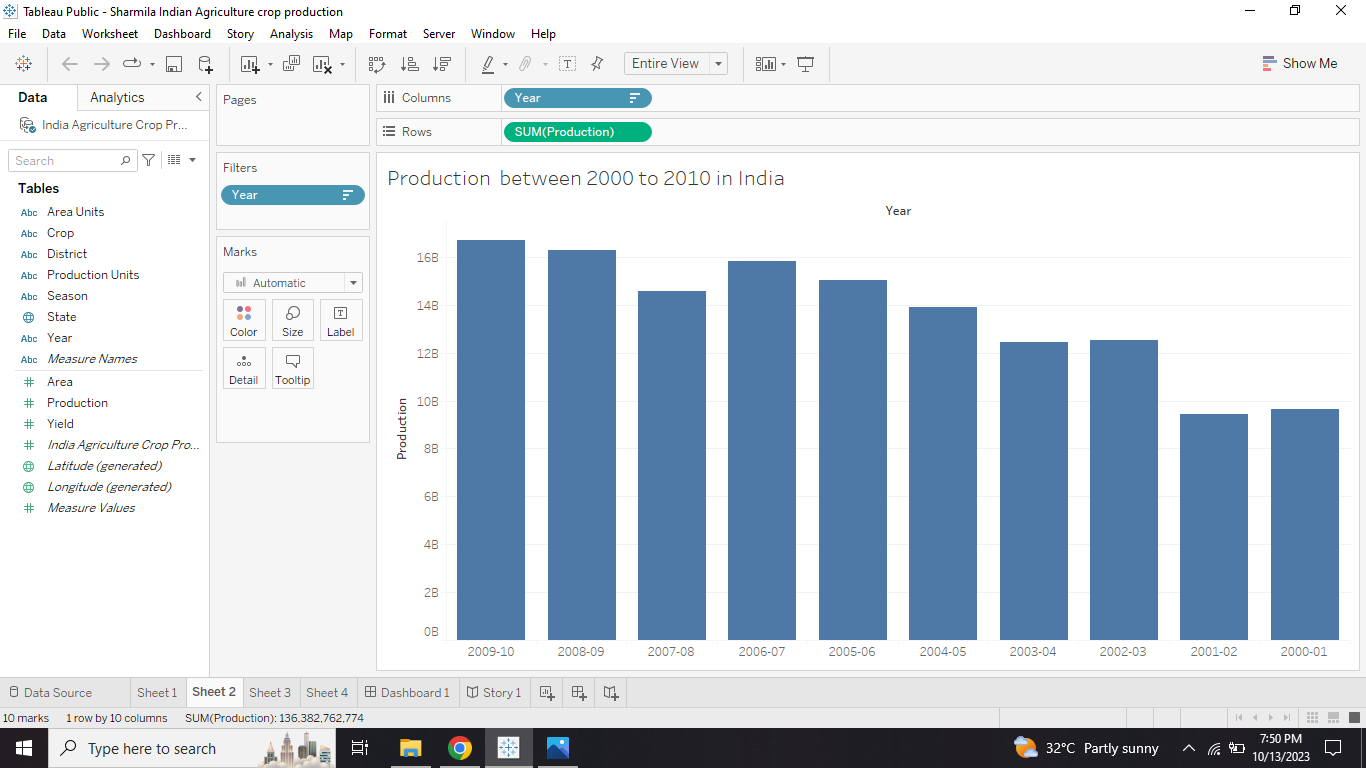 Tableau Public - Sharmila Indian Agriculture crop production
File Data Worksheet Dashboard Story Analysis Map Format Server Window Help
Entire View
Show Me
Data Analytics
India Agriculture Crop Pr...
Search
Tables
Abc Area Units
Abc Crop
Abc District
Abc Production Units
Abc Season
State
Abc Year
Abc Measure Names
Area
Production
Yield
India Agriculture Crop Pro...
Latitude (generated)
Longitude (generated)
Measure Values
Pages
Filters
Year
Marks
Automatic
Color Size Label
Detail Tooltip
Columns Year
Rows SUM(Production)
Production between 2000 to 2010 in India
Year
Production
16B
14B
12B
10B
8B
6B
4B
2B
0B
2009-10 2008-09 2007-08 2006-07 2005-06 2004-05 2003-04 2002-03 2001-02 2000-01
Data Source Sheet 1 Sheet 2 Sheet 3 Sheet 4 Dashboard 1 Story 1
10 marks 1 row by 10 columns SUM(Production): 136,382,762,774
Type here to search
32°C Partly sunny
7:50 PM
10/13/2023